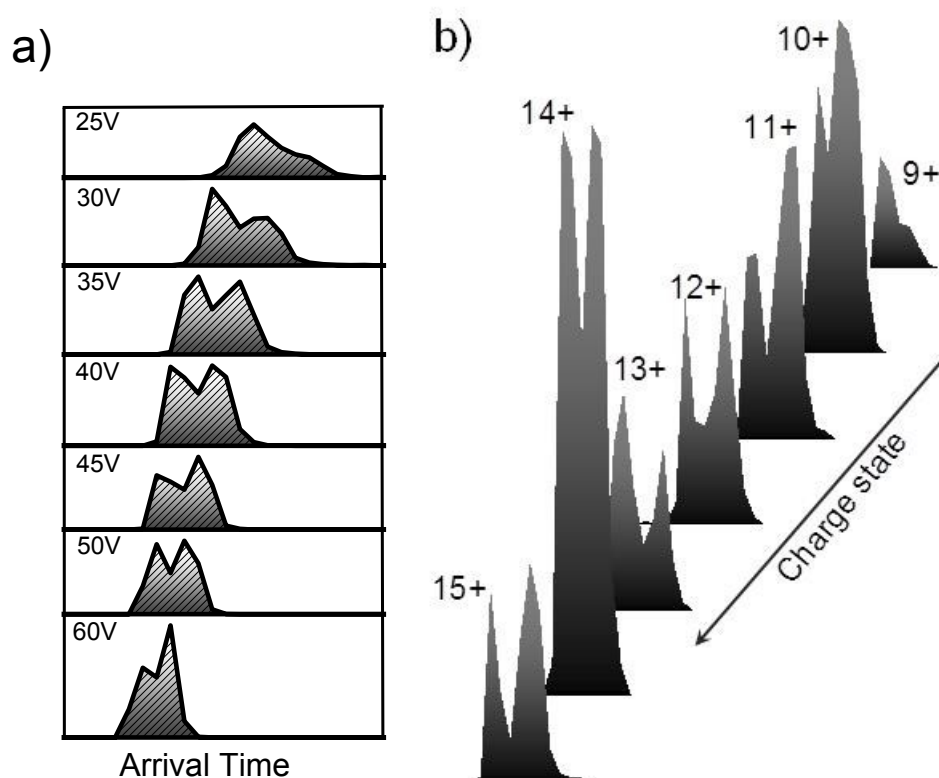 a)
25V
30V
35V
40V
45V
50V
60V
Arrival Time
b)
10+
14+
11+
9+
12+
13+
15+
Charge state